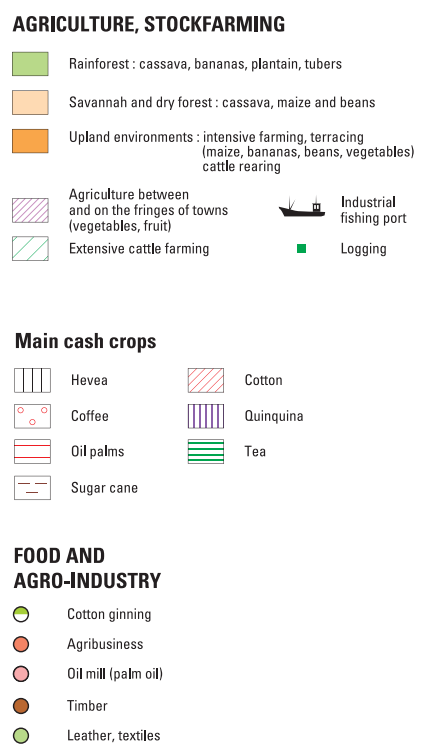 AGRICULTURE, STOCKFARMING
Rainforest : cassava, bananas, plantain, tubers
Savannah and dry forest : cassava, maize and beans
Upland environments : intensive farming, terracing
(maize, bananas, beans, vegetables)
cattle rearing
Agriculture between
and on the fringes of towns
(vegetables, fruit)
Industrial
fishing port
Extensive cattle farming
Logging
Main cash crops
Hevea
Cotton
Coffee
Quinquina
Oil palms
Tea
Sugar cane
FOOD AND
AGRO-INDUSTRY
Cotton ginning
Agribusiness
Oil mill (palm oil)
Timber
Leather, textiles